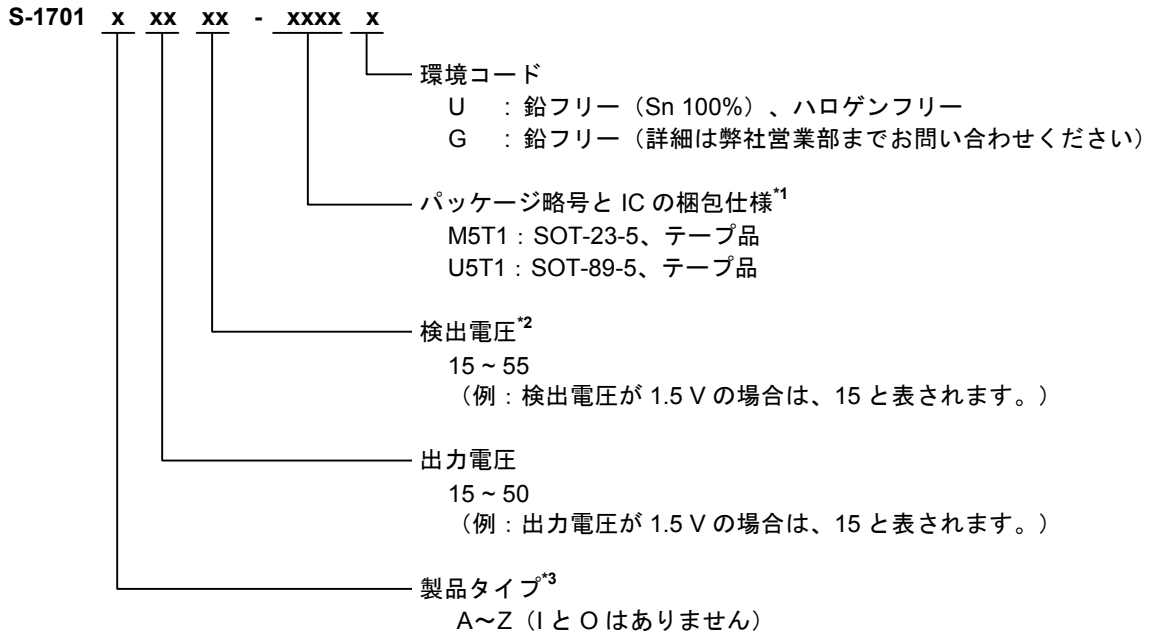 S-1701 x xx xx - xxxx x
環境コード
U : 鉛フリー（Sn 100%）、ハロゲンフリー
G : 鉛フリー（詳細は弊社営業部までお問い合わせください）
パッケージ略号と IC の梱包仕様*1
M5T1 : SOT-23-5、テープ品
U5T1 : SOT-89-5、テープ品
検出電圧*2
15 ~ 55
（例：検出電圧が 1.5 V の場合は、15 と表されます。）
出力電圧
15 ~ 50
（例：出力電圧が 1.5 V の場合は、15 と表されます。）
製品タイプ*3
A～Z（I と O はありません）